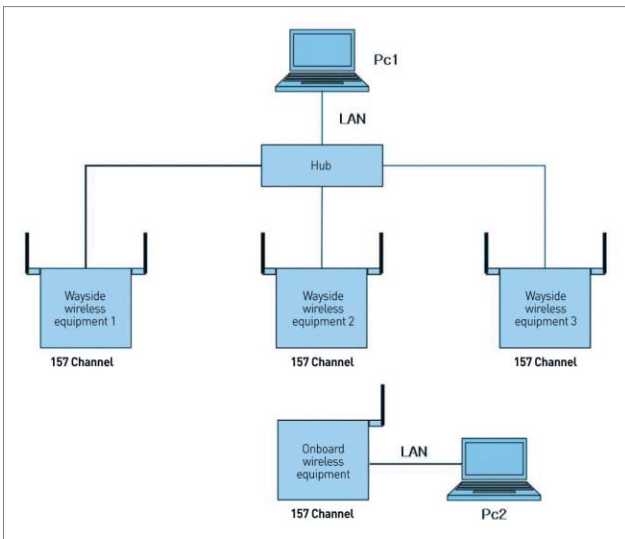 Pc1
LAN
Hub
Wayside
wireless
equipment 1
Wayside
wireless
equipment 2
Wayside
wireless
equipment 3
157 Channel
157 Channel
157 Channel
Onboard
wireless
equipment
LAN
157 Channel
Pc2